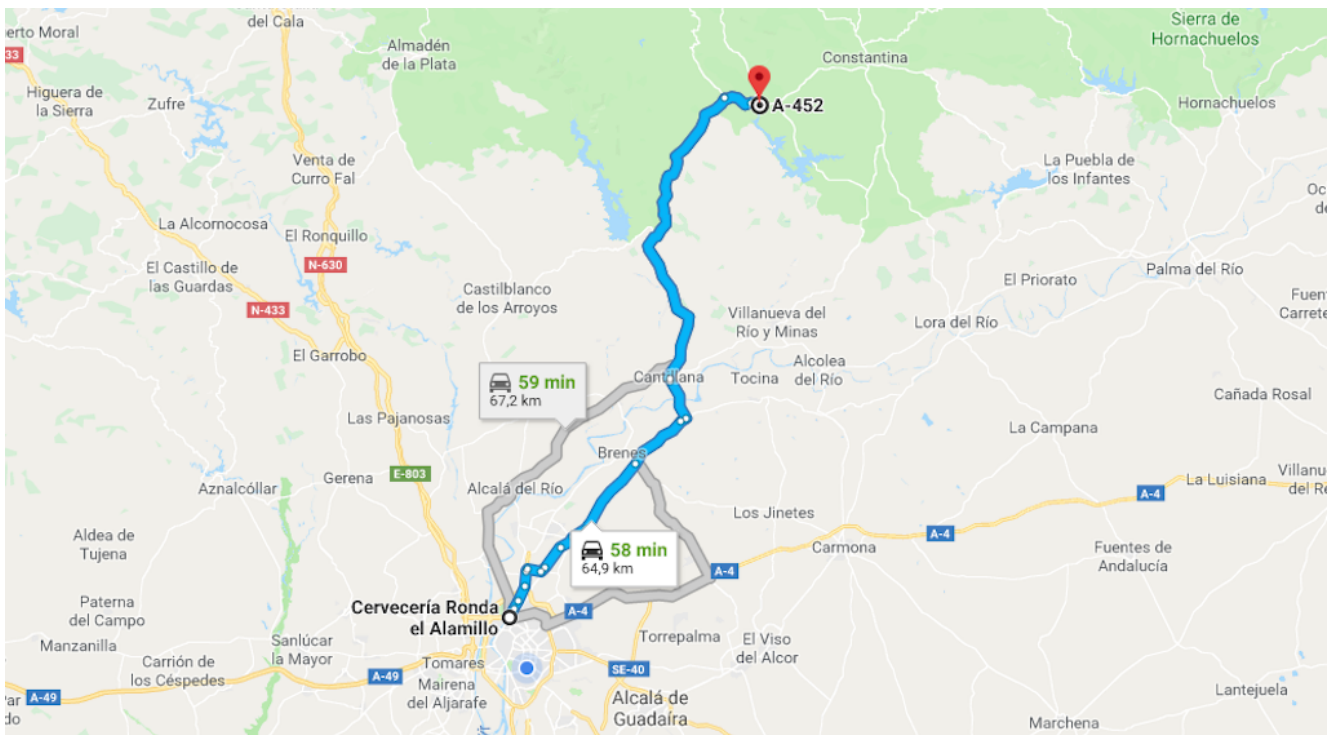 del Cala
erto Moral
33
Almadén
de la Plata
Sierra de
Hornachuelos
Constantina
Higuera de
la Sierra
Zufre
A-452
Hornachuelos
Venta de
Curro Fal
La Puebla de
los Infantes
La Alcornocosa
El Ronquillo
N-630
El Castillo de
las Guardas
Castilblanco
de los Arroyos
El Priorato
Palma del Río
N-433
Villanueva del
Río y Minas
Lora del Río
Fuen
Carrete
El Garrobo
59 min
67,2 km
Cantillana
Tocina
Alcolea
del Río
Cañada Rosal
Las Pajanosas
La Campana
Brenes
E-803
Gerena
Aznalcóllar
Alcalá del Río
La Luisiana
Villanu
del R
A-4
Los Jinetes
A-4
Aldea de
Tujena
58 min
64,9 km
Carmona
Fuentes de
Andalucía
A-4
Cervecería Ronda
el Alamillo
A-4
Paterna
del Campo
Manzanilla
Sanlúcar
la Mayor
Torrepalma
El Viso
del Alcor
Carrión de
los Céspedes
A-49
Tomares
SE-40
Mairena
del Aljarafe
A-49
Par
do
Alcalá de
Guadaíra
Lantejuela
Marchena